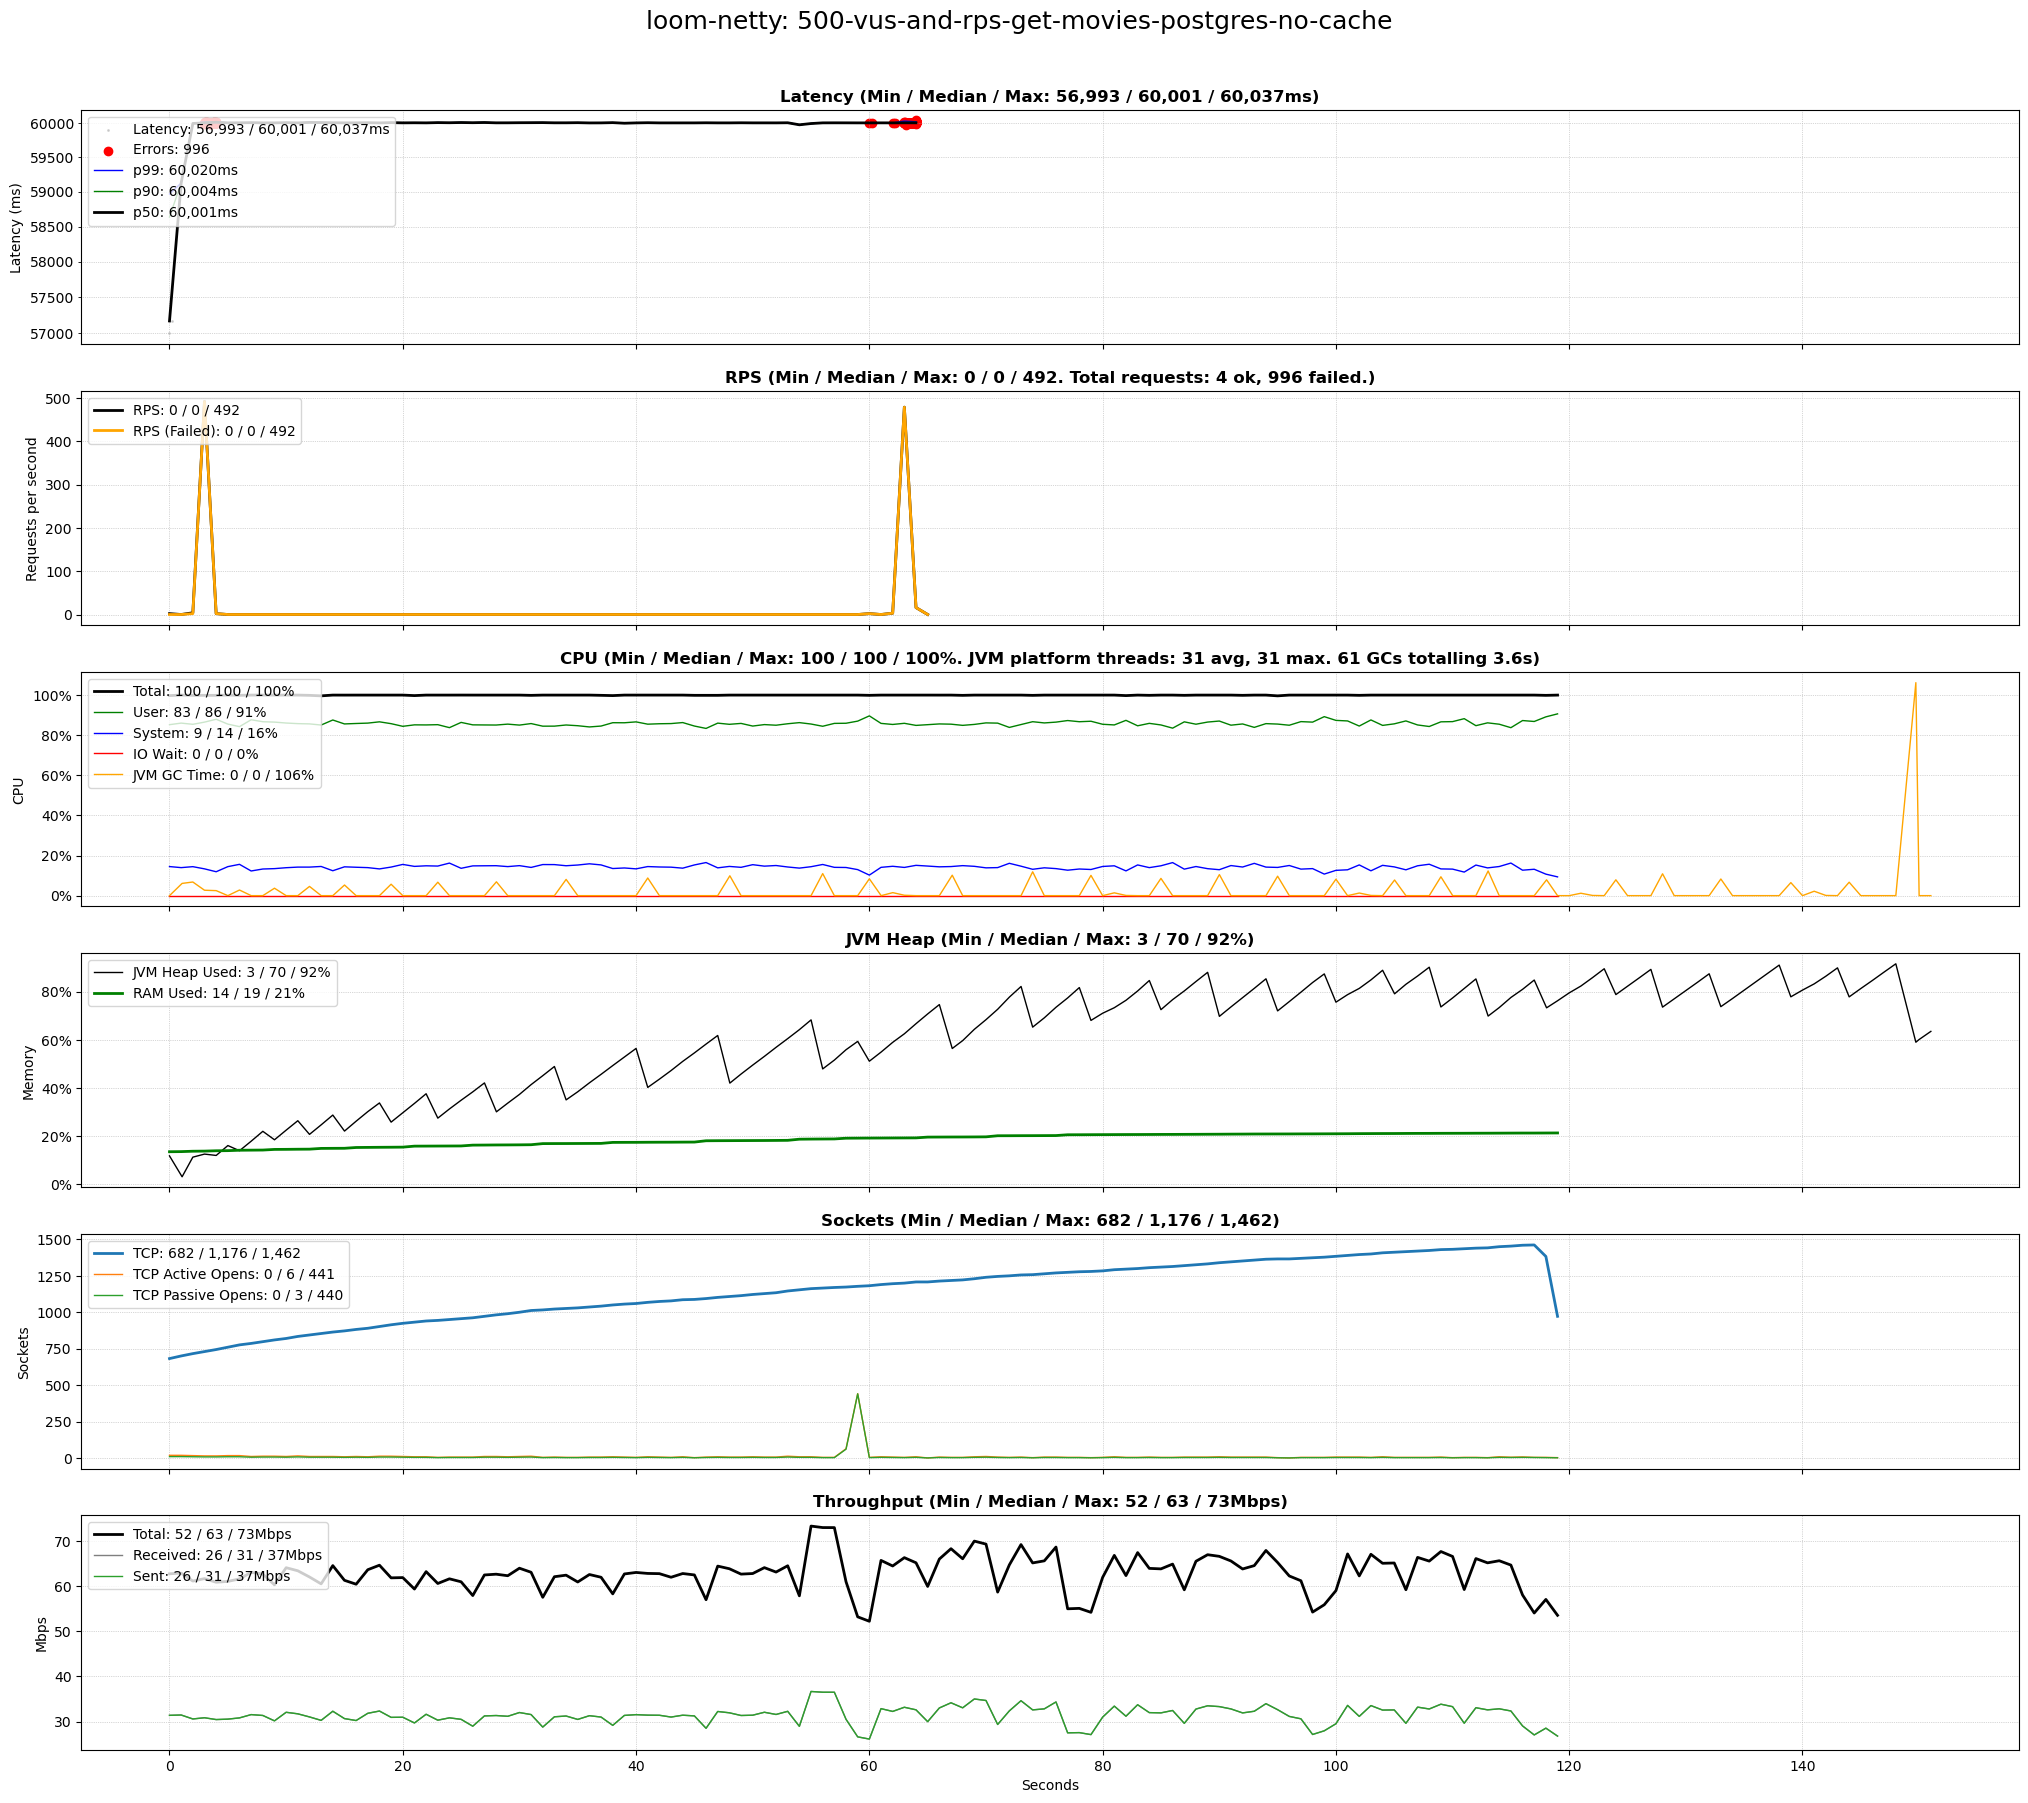 loom-netty: 500-vus-and-rps-get-movies-postgres-no-cache
Latency (Min / Median / Max: 56,993 / 60,001 / 60,037ms)
Latency (ms)
60000
59500
59000
58500
58000
57500
57000
Latency: 56,993 / 60,001 / 60,037ms
Errors: 996
p99: 60,020ms
p90: 60,004ms
p50: 60,001ms
RPS (Min / Median / Max: 0 / 0 / 492. Total requests: 4 ok, 996 failed.)
Requests per second
500
400
300
200
100
0
RPS: 0 / 0 / 492
RPS (Failed): 0 / 0 / 492
CPU (Min / Median / Max: 100 / 100 / 100%. JVM platform threads: 31 avg, 31 max. 61 GCs totalling 3.6s)
CPU
100%
80%
60%
40%
20%
0%
Total: 100 / 100 / 100%
User: 83 / 86 / 91%
System: 9 / 14 / 16%
IO Wait: 0 / 0 / 0%
JVM GC Time: 0 / 0 / 106%
JVM Heap (Min / Median / Max: 3 / 70 / 92%)
Memory
80%
60%
40%
20%
0%
JVM Heap Used: 3 / 70 / 92%
RAM Used: 14 / 19 / 21%
Sockets (Min / Median / Max: 682 / 1,176 / 1,462)
Sockets
1500
1250
1000
750
500
250
0
TCP: 682 / 1,176 / 1,462
TCP Active Opens: 0 / 6 / 441
TCP Passive Opens: 0 / 3 / 440
Throughput (Min / Median / Max: 52 / 63 / 73Mbps)
Mbps
70
60
50
40
30
Total: 52 / 63 / 73Mbps
Received: 26 / 31 / 37Mbps
Sent: 26 / 31 / 37Mbps
0 20 40 60 80 100 120 140
Seconds